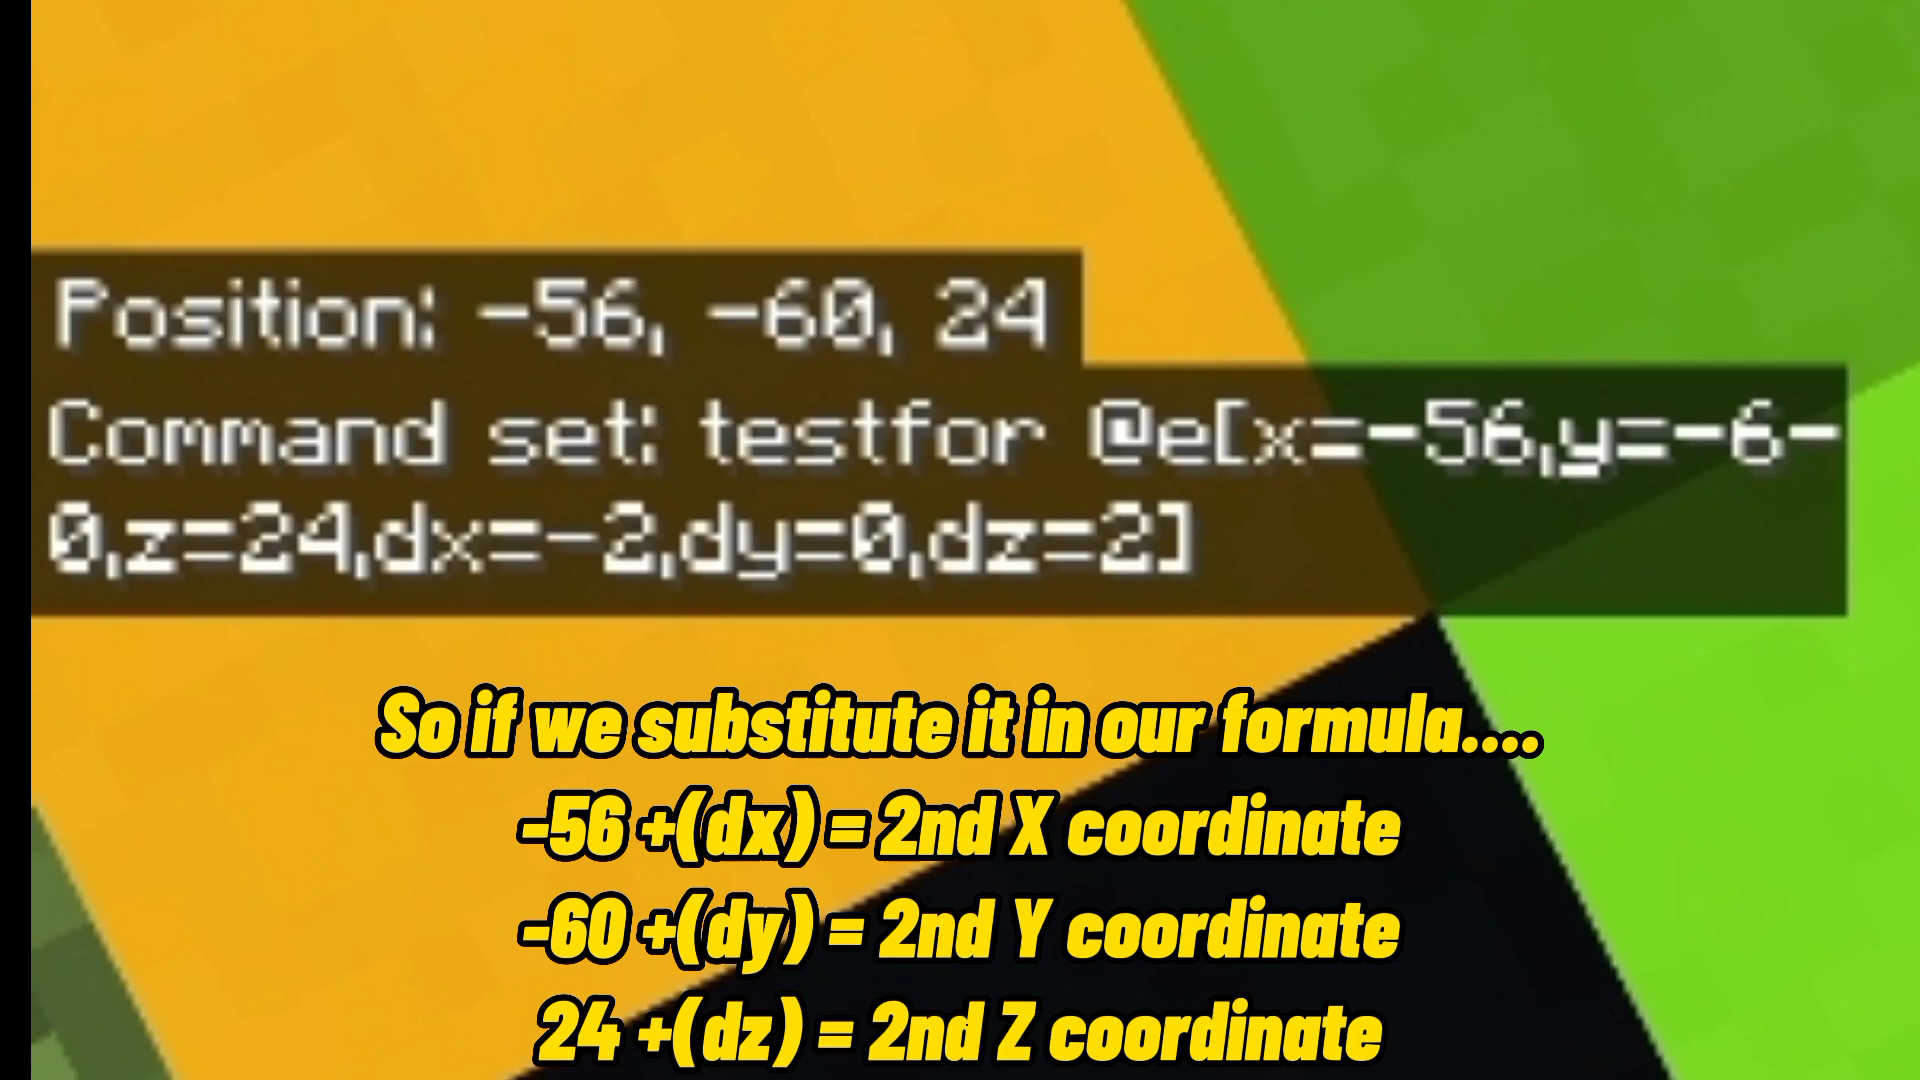 Position: -56, -60, 24
Command set: testfor @e[x=-56,y=-6-
0,z=24,dx=-2,dy=0,dz=2]
So if we substitute it in our formula....
-56 +(dx) = 2nd X coordinate
-60 +(dy) = 2nd Y coordinate
24 +(dz) = 2nd Z coordinate